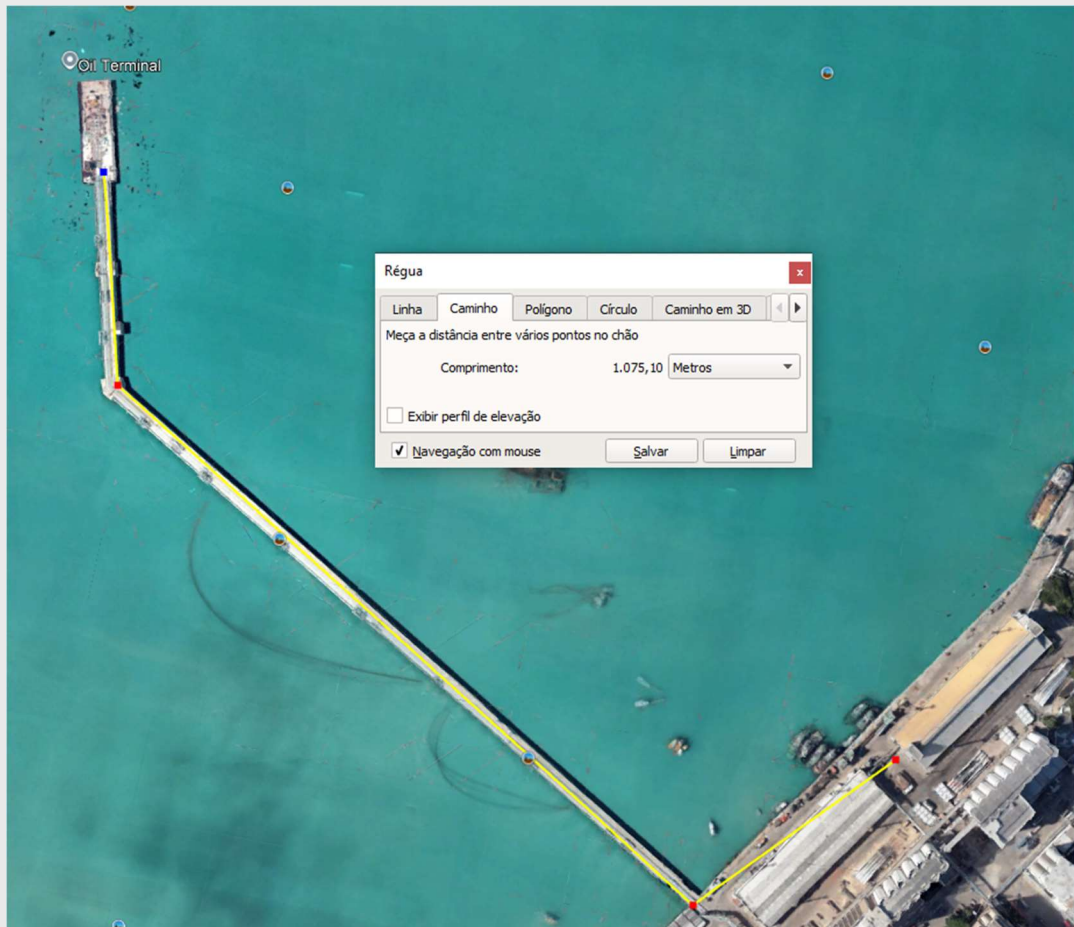 Oil Terminal
Régua
x
Linha Caminho Polígono Círculo Caminho em 3D
Meça a distância entre vários pontos no chão
Comprimento: 1.075,10 Metros
Exibir perfil de elevação
Navegação com mouse Salvar Limpar